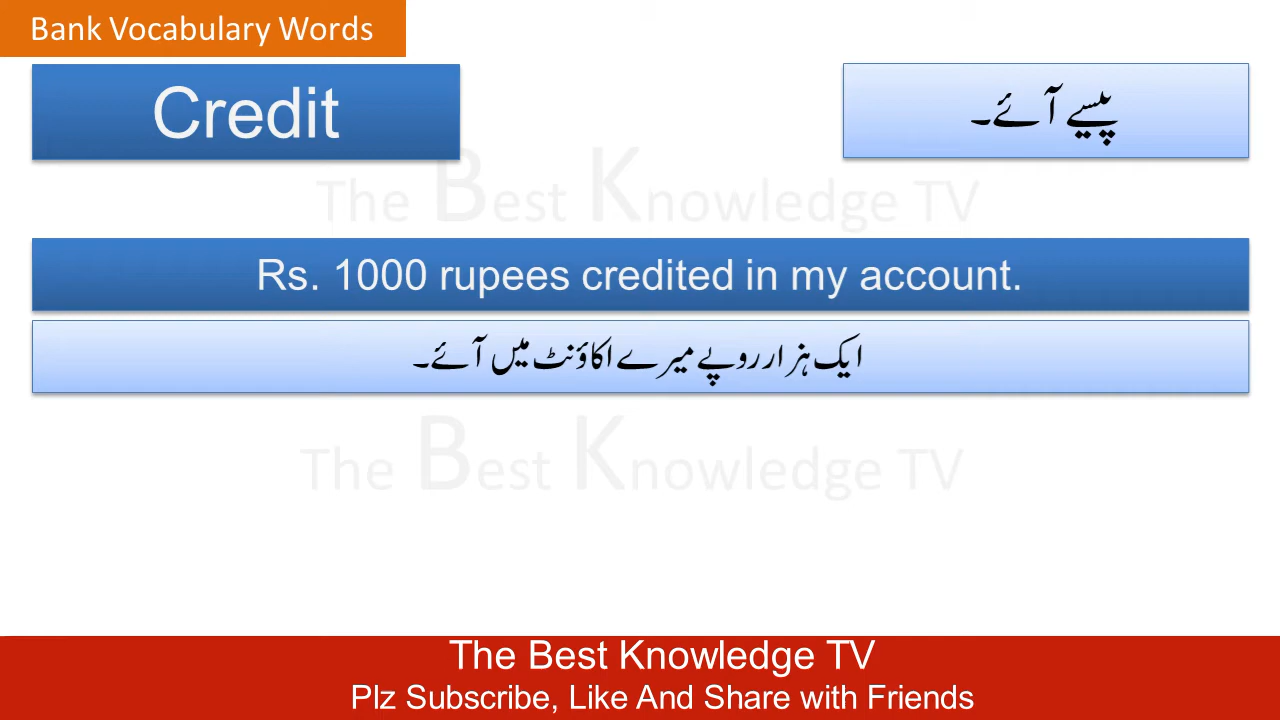 Bank Vocabulary Words
Credit
پیسے آئے۔
The Best Knowledge TV
Rs. 1000 rupees credited in my account.
ایک ہزار روپے میرے اکاؤنٹ میں آئے۔
The Best Knowledge TV
The Best Knowledge TV
Plz Subscribe, Like And Share with Friends